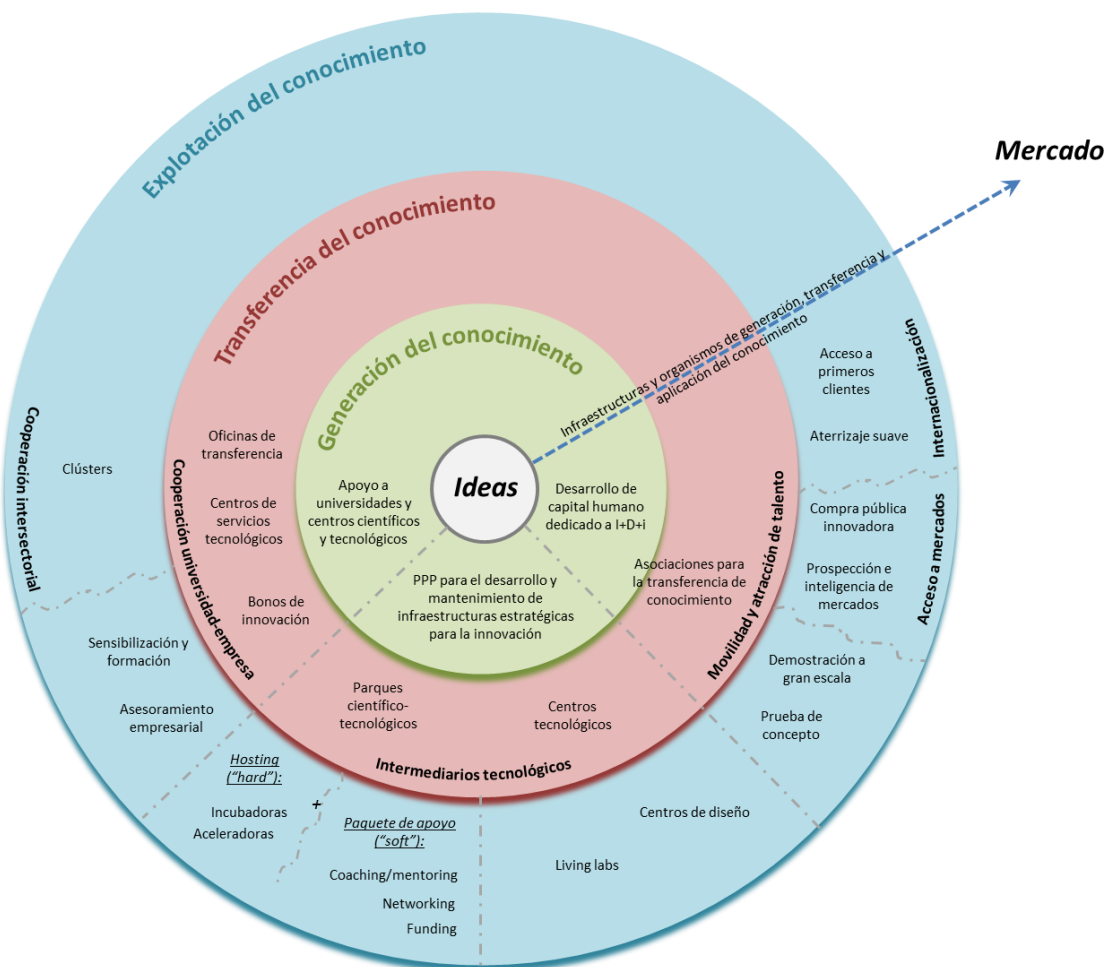 Explotación del conocimiento
Mercado
Transferencia del conocimiento
Generación del conocimiento
Infraestructuras y organismos de generación, transferencia y
aplicación del conocimiento
Ideas
Internacionalización
Acceso a
primeros
clientes
Aterrizaje suave
Cooperación intersectorial
Clústers
Oficinas de
transferencia
Centros de
servicios
tecnológicos
Bonos de
innovación
Cooperación universidad-empresa
Apoyo a
universidades y
centros científicos
y tecnológicos
Desarrollo de
capital humano
dedicado a I+D+i
PPP para el desarrollo y
mantenimiento de
infraestructuras estratégicas
para la innovación
Asociaciones para
la transferencia de
conocimiento
Movilidad y atracción de talento
Compra pública
innovadora
Prospección e
inteligencia de
mercados
Acceso a mercados
Sensibilización y
formación
Asesoramiento
empresarial
Parques
científico-
tecnológicos
Centros
tecnológicos
Intermediarios tecnológicos
Demostración a
gran escala
Prueba de
concepto
Hosting
(“hard”):
Incubadoras
Aceleradoras
+
Paquete de apoyo
(“soft”):
Coaching/mentoring
Networking
Funding
Centros de diseño
Living labs